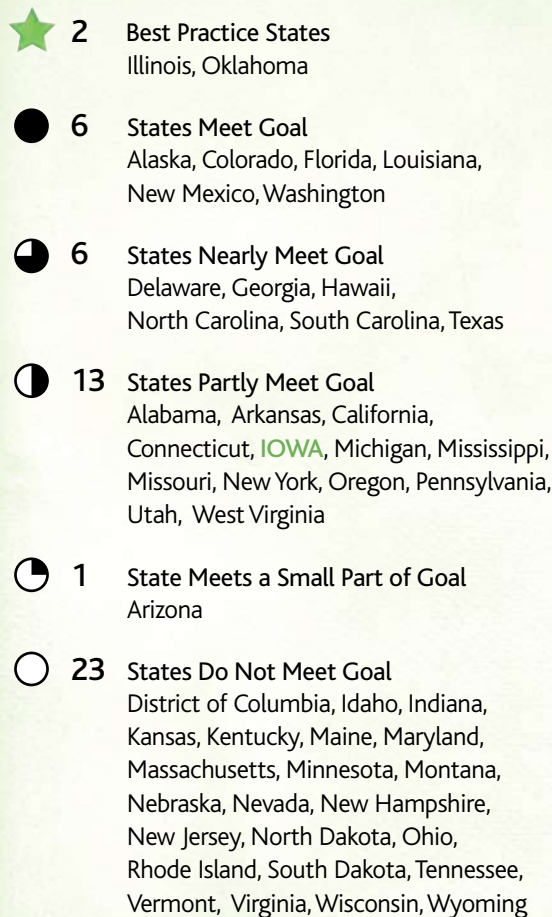 2 Best Practice States
Illinois, Oklahoma
6 States Meet Goal
Alaska, Colorado, Florida, Louisiana,
New Mexico, Washington
6 States Nearly Meet Goal
Delaware, Georgia, Hawaii,
North Carolina, South Carolina, Texas
13 States Partly Meet Goal
Alabama, Arkansas, California,
Connecticut, IOWA, Michigan, Mississippi,
Missouri, New York, Oregon, Pennsylvania,
Utah, West Virginia
1 State Meets a Small Part of Goal
Arizona
23 States Do Not Meet Goal
District of Columbia, Idaho, Indiana,
Kansas, Kentucky, Maine, Maryland,
Massachusetts, Minnesota, Montana,
Nebraska, Nevada, New Hampshire,
New Jersey, North Dakota, Ohio,
Rhode Island, South Dakota, Tennessee,
Vermont, Virginia, Wisconsin, Wyoming